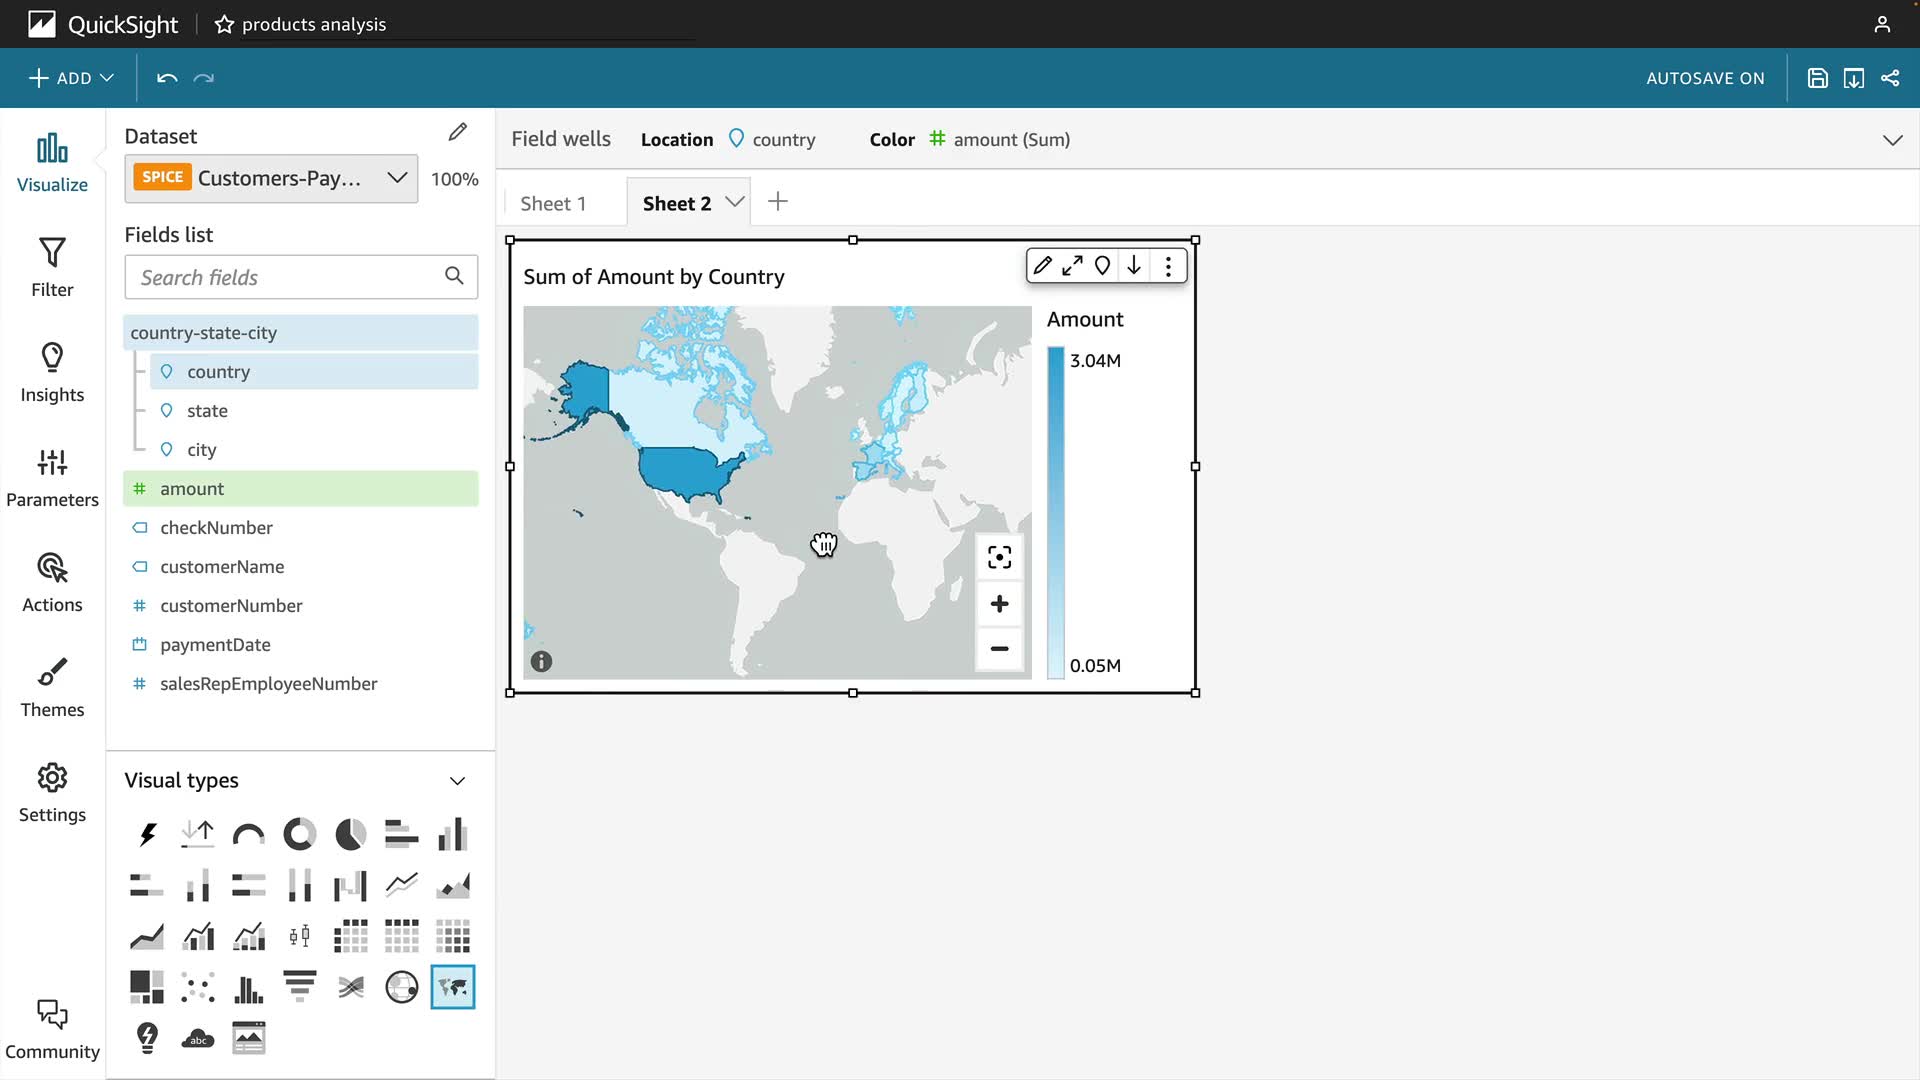 QuickSight
products analysis
ADD
AUTOSAVE ON
Visualize
Filter
Insights
Parameters
Actions
Themes
Settings
Community
Dataset
SPICE Customers-Pay... 100%
Fields list
Search fields
country-state-city
country
state
city
amount
checkNumber
customerName
customerNumber
paymentDate
salesRepEmployeeNumber
Visual types
abc
Field wells Location country Color amount (Sum)
Sheet 1 Sheet 2
Sum of Amount by Country
Amount
3.04M
0.05M